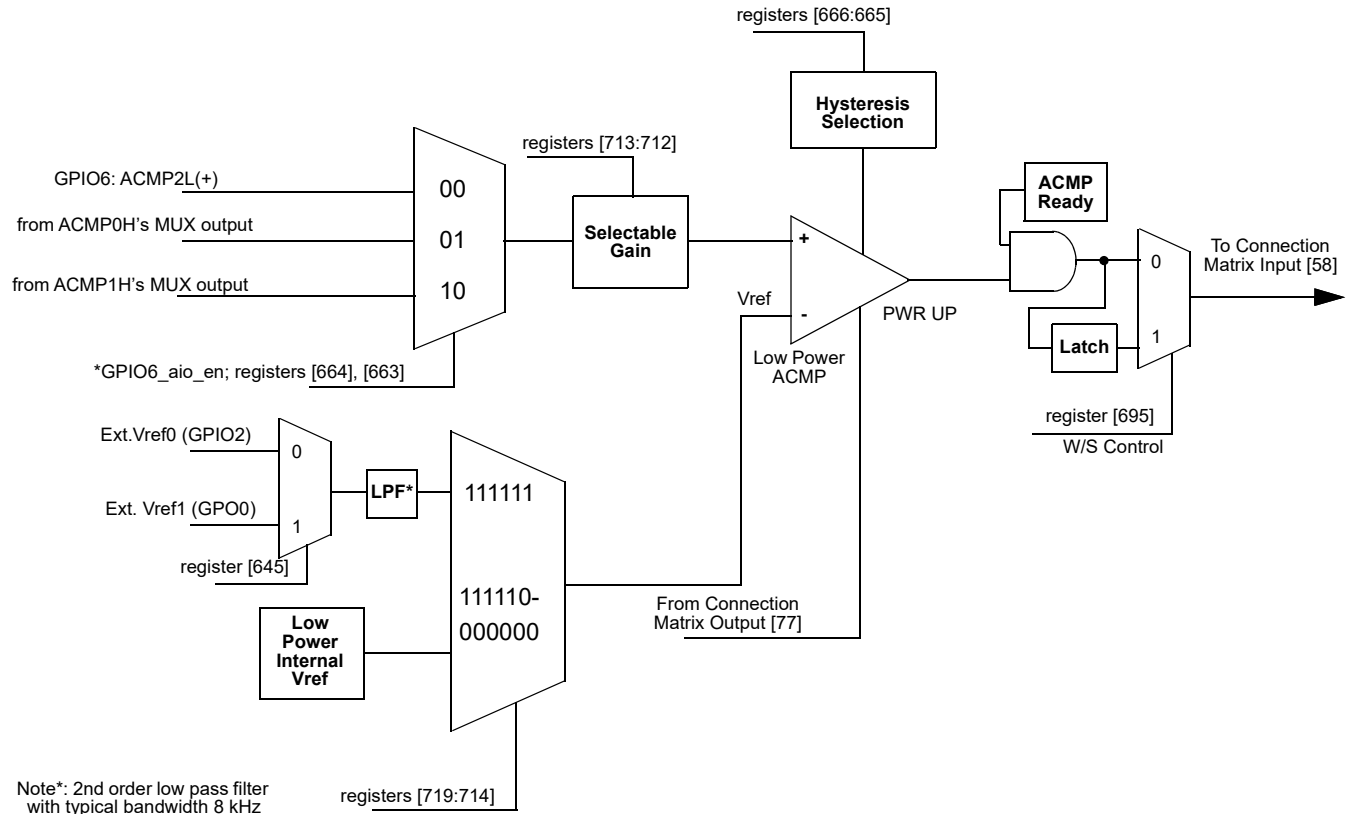 registers [666:665]
Hysteresis
Selection
registers [713:712]
GPIO6: ACMP2L(+)
00
from ACMP0H's MUX output
01
from ACMP1H's MUX output
10
Selectable
Gain
ACMP
Ready
+
Vref
-
PWR UP
Low Power
ACMP
0
1
Latch
To Connection
Matrix Input [58]
*GPIO6_aio_en; registers [664], [663]
register [695]
W/S Control
Ext.Vref0 (GPIO2)
0
Ext. Vref1 (GPO0)
1
LPF*
111111
register [645]
111110-
000000
Low
Power
Internal
Vref
From Connection
Matrix Output [77]
Note*: 2nd order low pass filter
with typical bandwidth 8 kHz
registers [719:714]